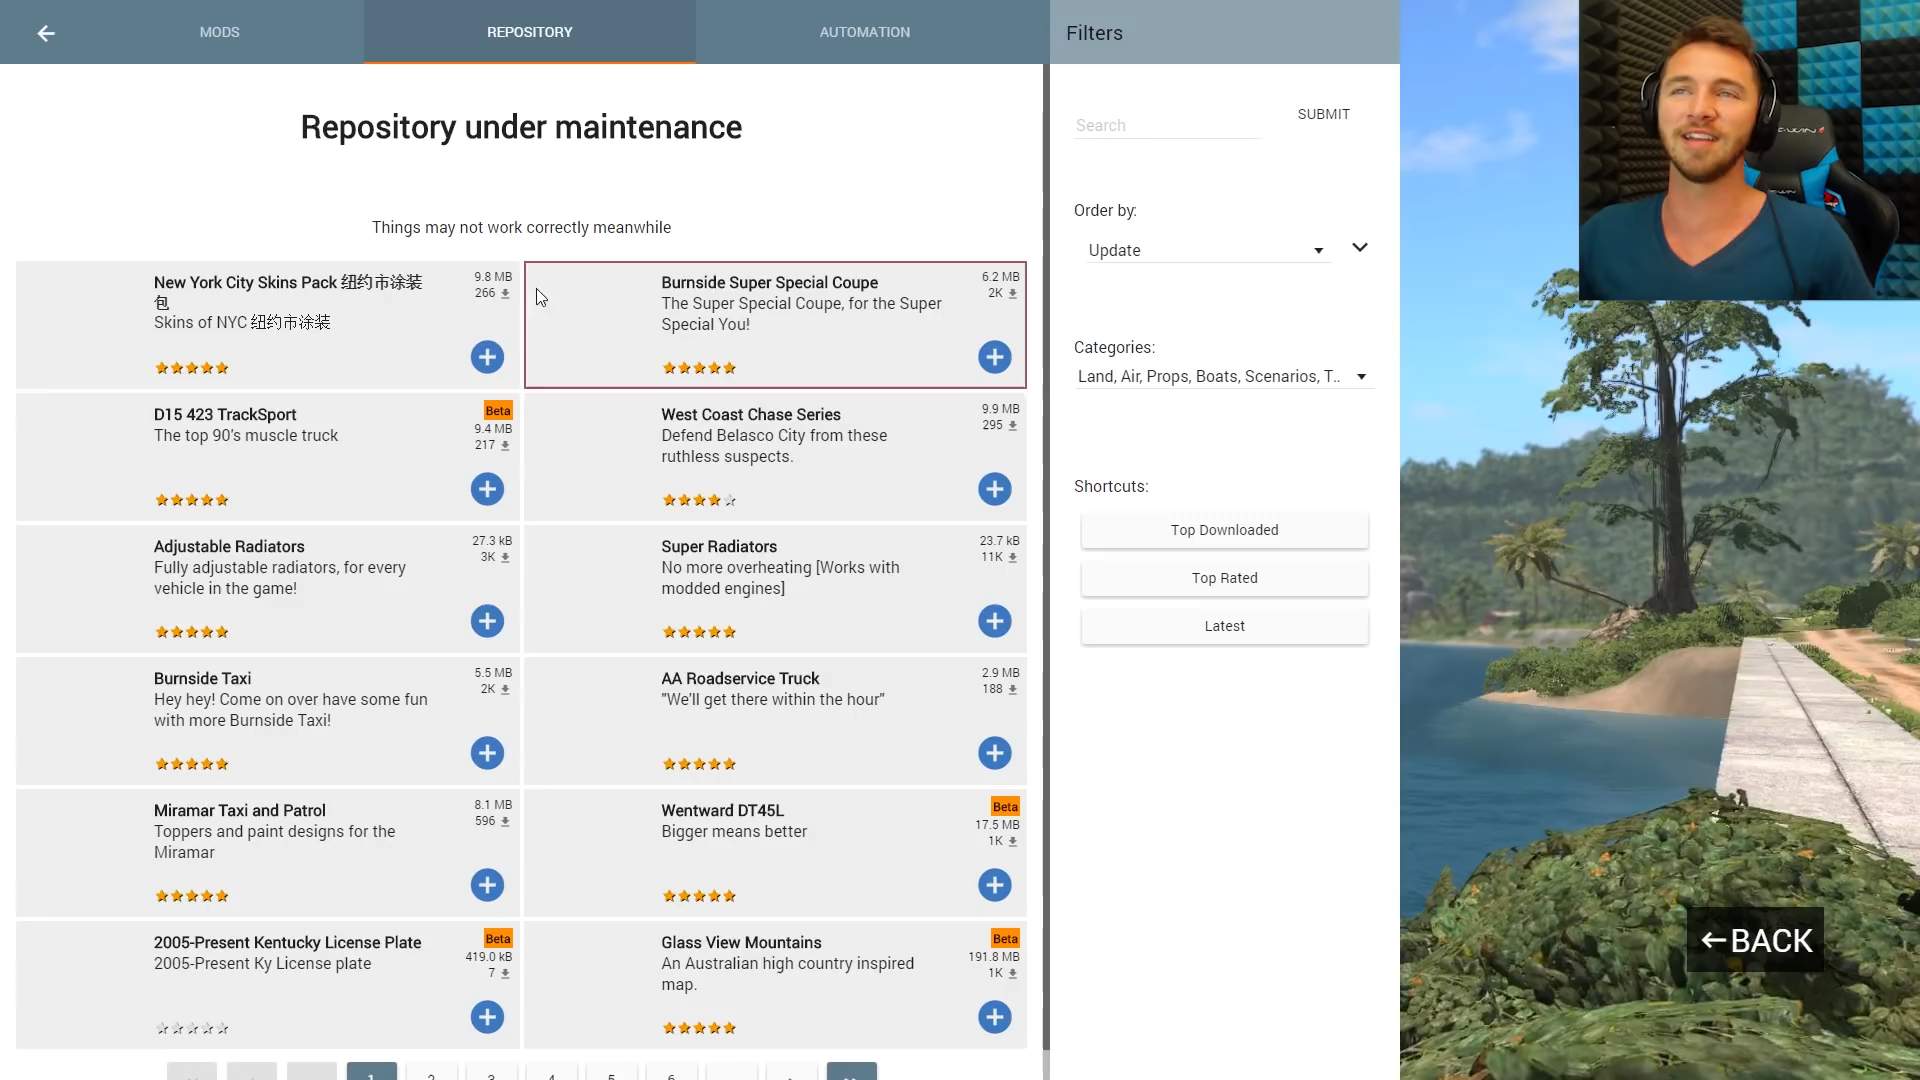 MODS
REPOSITORY
AUTOMATION
Filters
Repository under maintenance
Things may not work correctly meanwhile
New York City Skins Pack 纽约市涂装
包
Skins of NYC 纽约市涂装
9.8 MB
266
Burnside Super Special Coupe
The Super Special Coupe, for the Super
Special You!
6.2 MB
2K
D15 423 TrackSport
The top 90's muscle truck
Beta
9.4 MB
217
West Coast Chase Series
Defend Belasco City from these
ruthless suspects.
9.9 MB
295
Adjustable Radiators
Fully adjustable radiators, for every
vehicle in the game!
27.3 kB
3K
Super Radiators
No more overheating [Works with
modded engines]
23.7 kB
11K
Burnside Taxi
Hey hey! Come on over have some fun
with more Burnside Taxi!
5.5 MB
2K
AA Roadservice Truck
"We'll get there within the hour"
2.9 MB
188
Miramar Taxi and Patrol
Toppers and paint designs for the
Miramar
8.1 MB
596
Wentward DT45L
Bigger means better
Beta
17.5 MB
1K
2005-Present Kentucky License Plate
2005-Present Ky License plate
Beta
419.0 kB
7
Glass View Mountains
An Australian high country inspired
map.
Beta
191.8 MB
1K
1 2 3 4 5 6
Search
SUBMIT
Order by:
Update
Categories:
Land, Air, Props, Boats, Scenarios, T..
Shortcuts:
Top Downloaded
Top Rated
Latest
←BACK